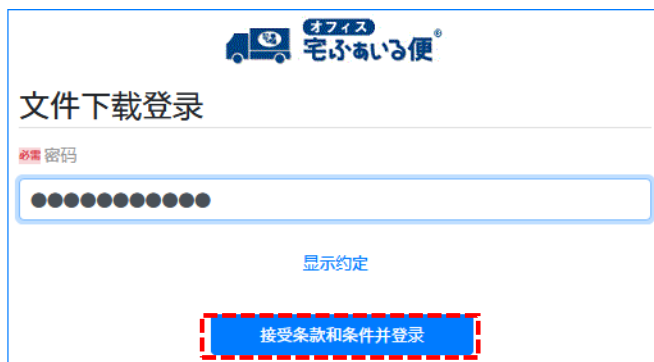 オフィス
宅ふぁいる便®
文件下载登录
必需 密码
●●●●●●●●●●●
显示约定
接受条款和条件并登录